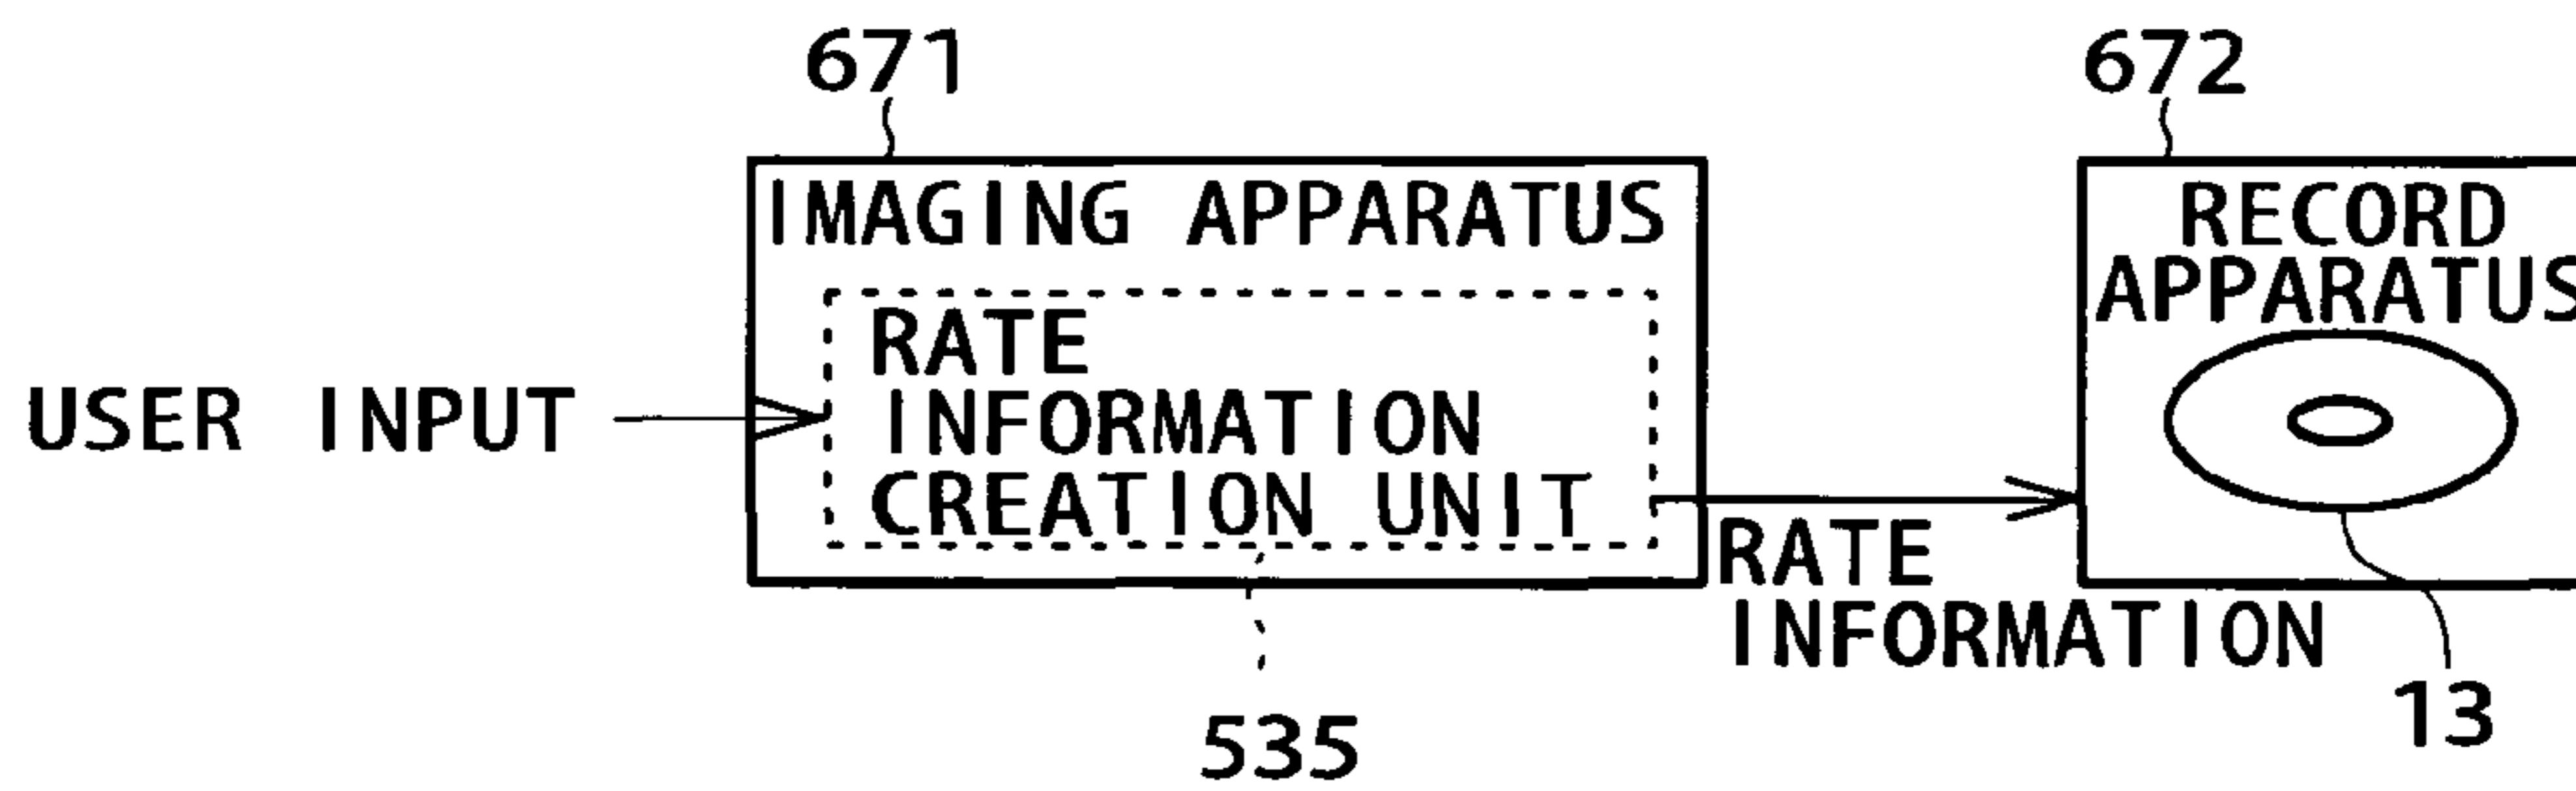 671
672
IMAGING APPARATUS
RECORD
APPARATUS
RATE
INFORMATION
CREATION UNIT
USER INPUT
RATE
INFORMATION
535
13